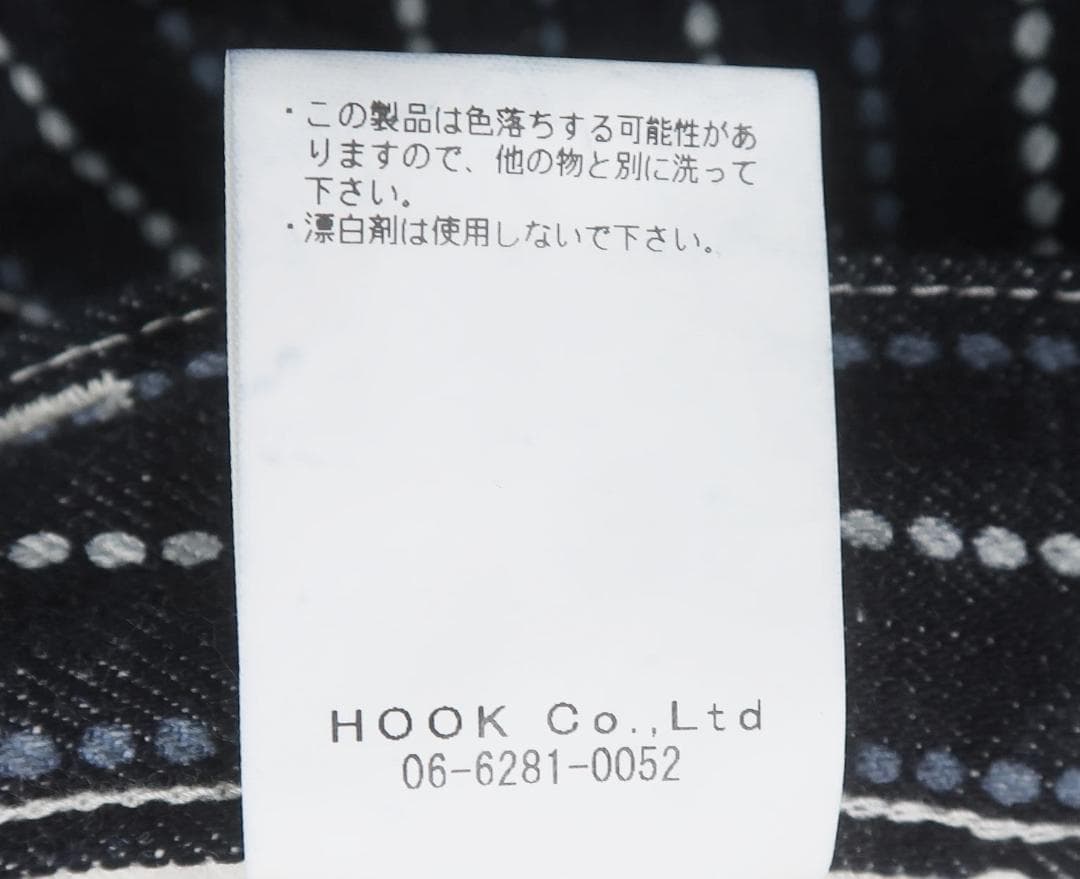 ・この製品は色落ちする可能性があ
りますので、他の物と別に洗って
下さい。
・漂白剤は使用しないで下さい。
HOOK Co.,Ltd
06-6281-0052